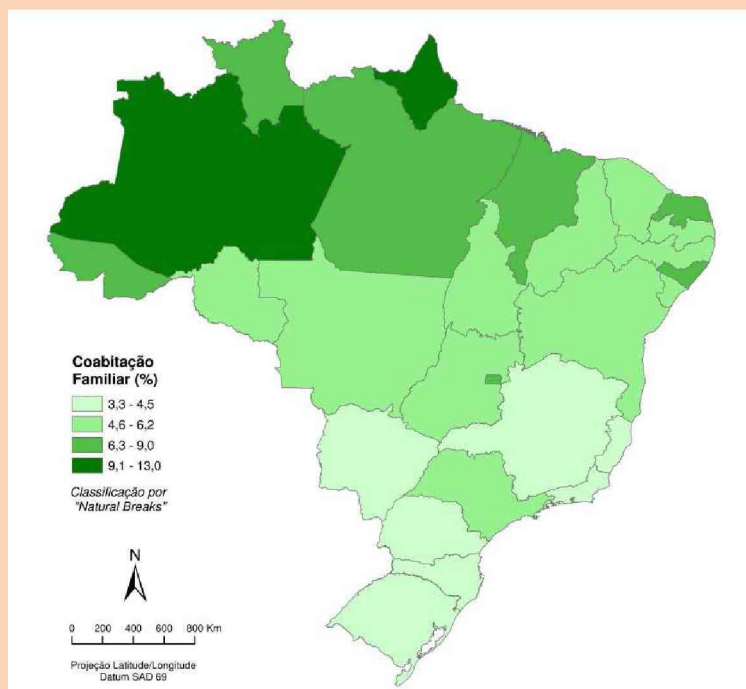 Coabitação
Familiar (%)
3,3 - 4,5
4,6 - 6,2
6,3 - 9,0
9,1 - 13,0
Classificação por
"Natural Breaks"
N
0 200 400 600 800 Km
Projeção Latitude/Longitude
Datum SAD 69